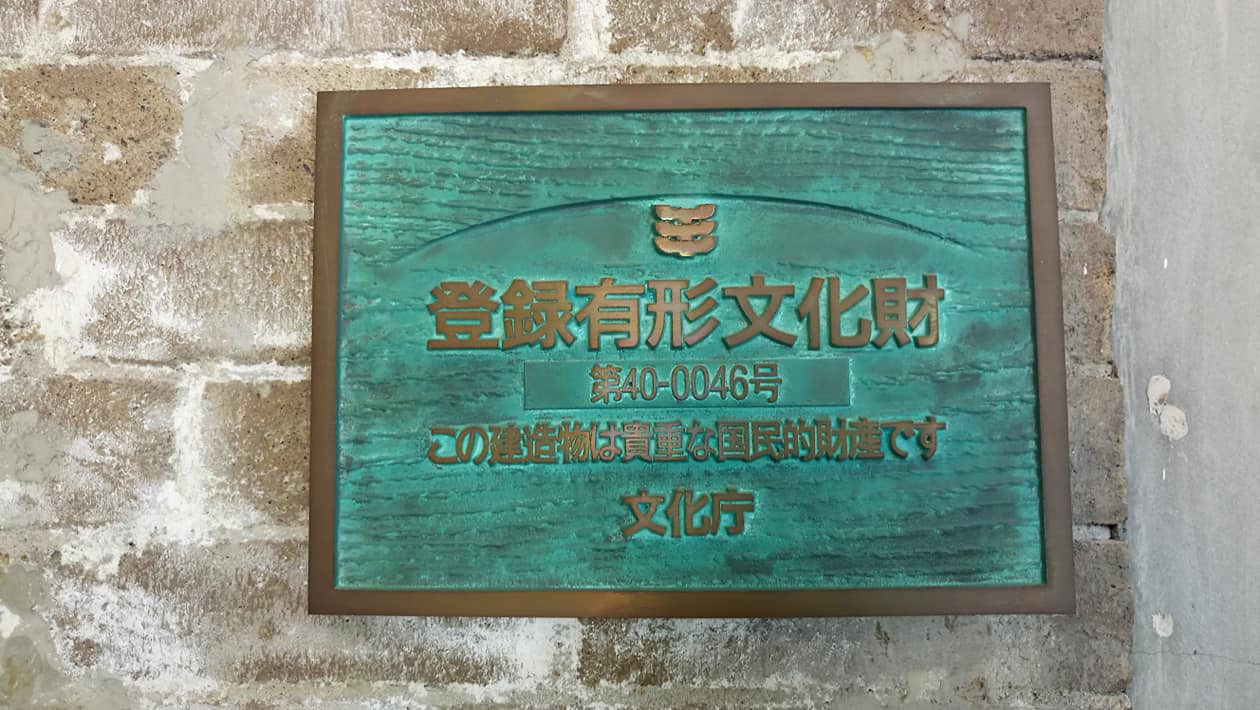 登録有形文化財
第40-0046号
この建造物は貴重な国民的財産です
文化庁